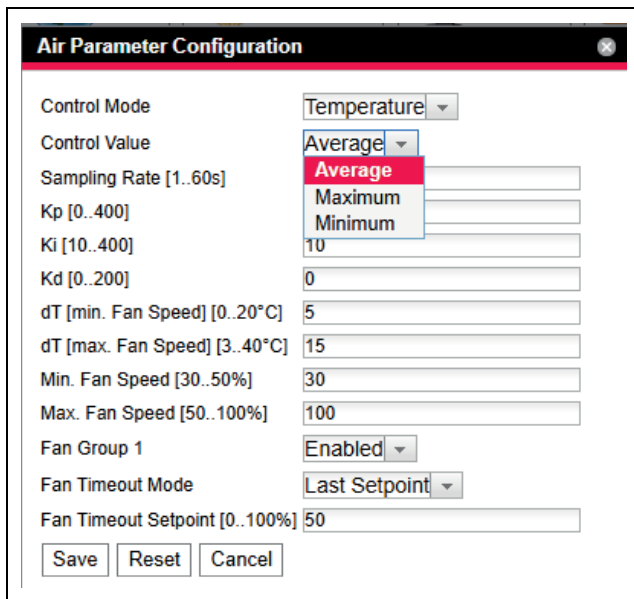 Air Parameter Configuration
Control Mode Temperature
Control Value Average
Average
Sampling Rate [1..60s]
Maximum
Kp [0..400]
Minimum
Ki [10..400] 10
Kd [0..200] 0
dT [min. Fan Speed] [0..20°C] 5
dT [max. Fan Speed] [3..40°C] 15
Min. Fan Speed [30..50%] 30
Max. Fan Speed [50..100%] 100
Fan Group 1 Enabled
Fan Timeout Mode Last Setpoint
Fan Timeout Setpoint [0..100%] 50
Save Reset Cancel